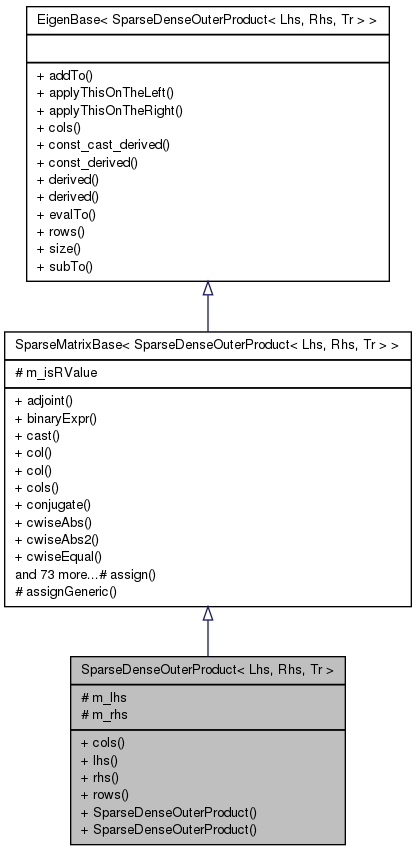 EigenBase< SparseDenseOuterProduct< Lhs, Rhs, Tr > >
+ addTo()
+ applyThisOnTheLeft()
+ applyThisOnTheRight()
+ cols()
+ const_cast_derived()
+ const_derived()
+ derived()
+ derived()
+ evalTo()
+ rows()
+ size()
+ subTo()
SparseMatrixBase< SparseDenseOuterProduct< Lhs, Rhs, Tr > >
# m_isRValue
+ adjoint()
+ binaryExpr()
+ cast()
+ col()
+ col()
+ cols()
+ conjugate()
+ cwiseAbs()
+ cwiseAbs2()
+ cwiseEqual()
and 73 more...# assign()
# assignGeneric()
SparseDenseOuterProduct< Lhs, Rhs, Tr >
# m_lhs
# m_rhs
+ cols()
+ lhs()
+ rhs()
+ rows()
+ SparseDenseOuterProduct()
+ SparseDenseOuterProduct()